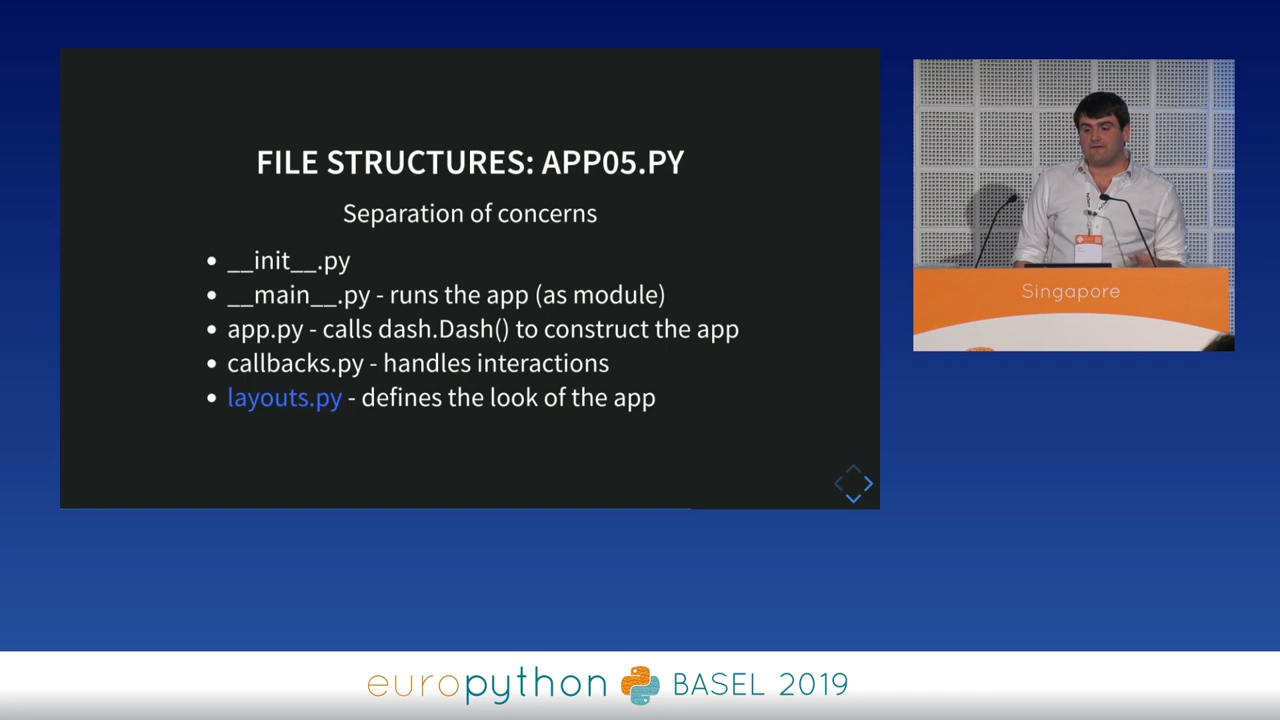 FILE STRUCTURES: APP05.PY
Separation of concerns
• __init__.py
• __main__.py - runs the app (as module)
• app.py - calls dash.Dash() to construct the app
• callbacks.py - handles interactions
• layouts.py - defines the look of the app
Singapore
europython BASEL 2019